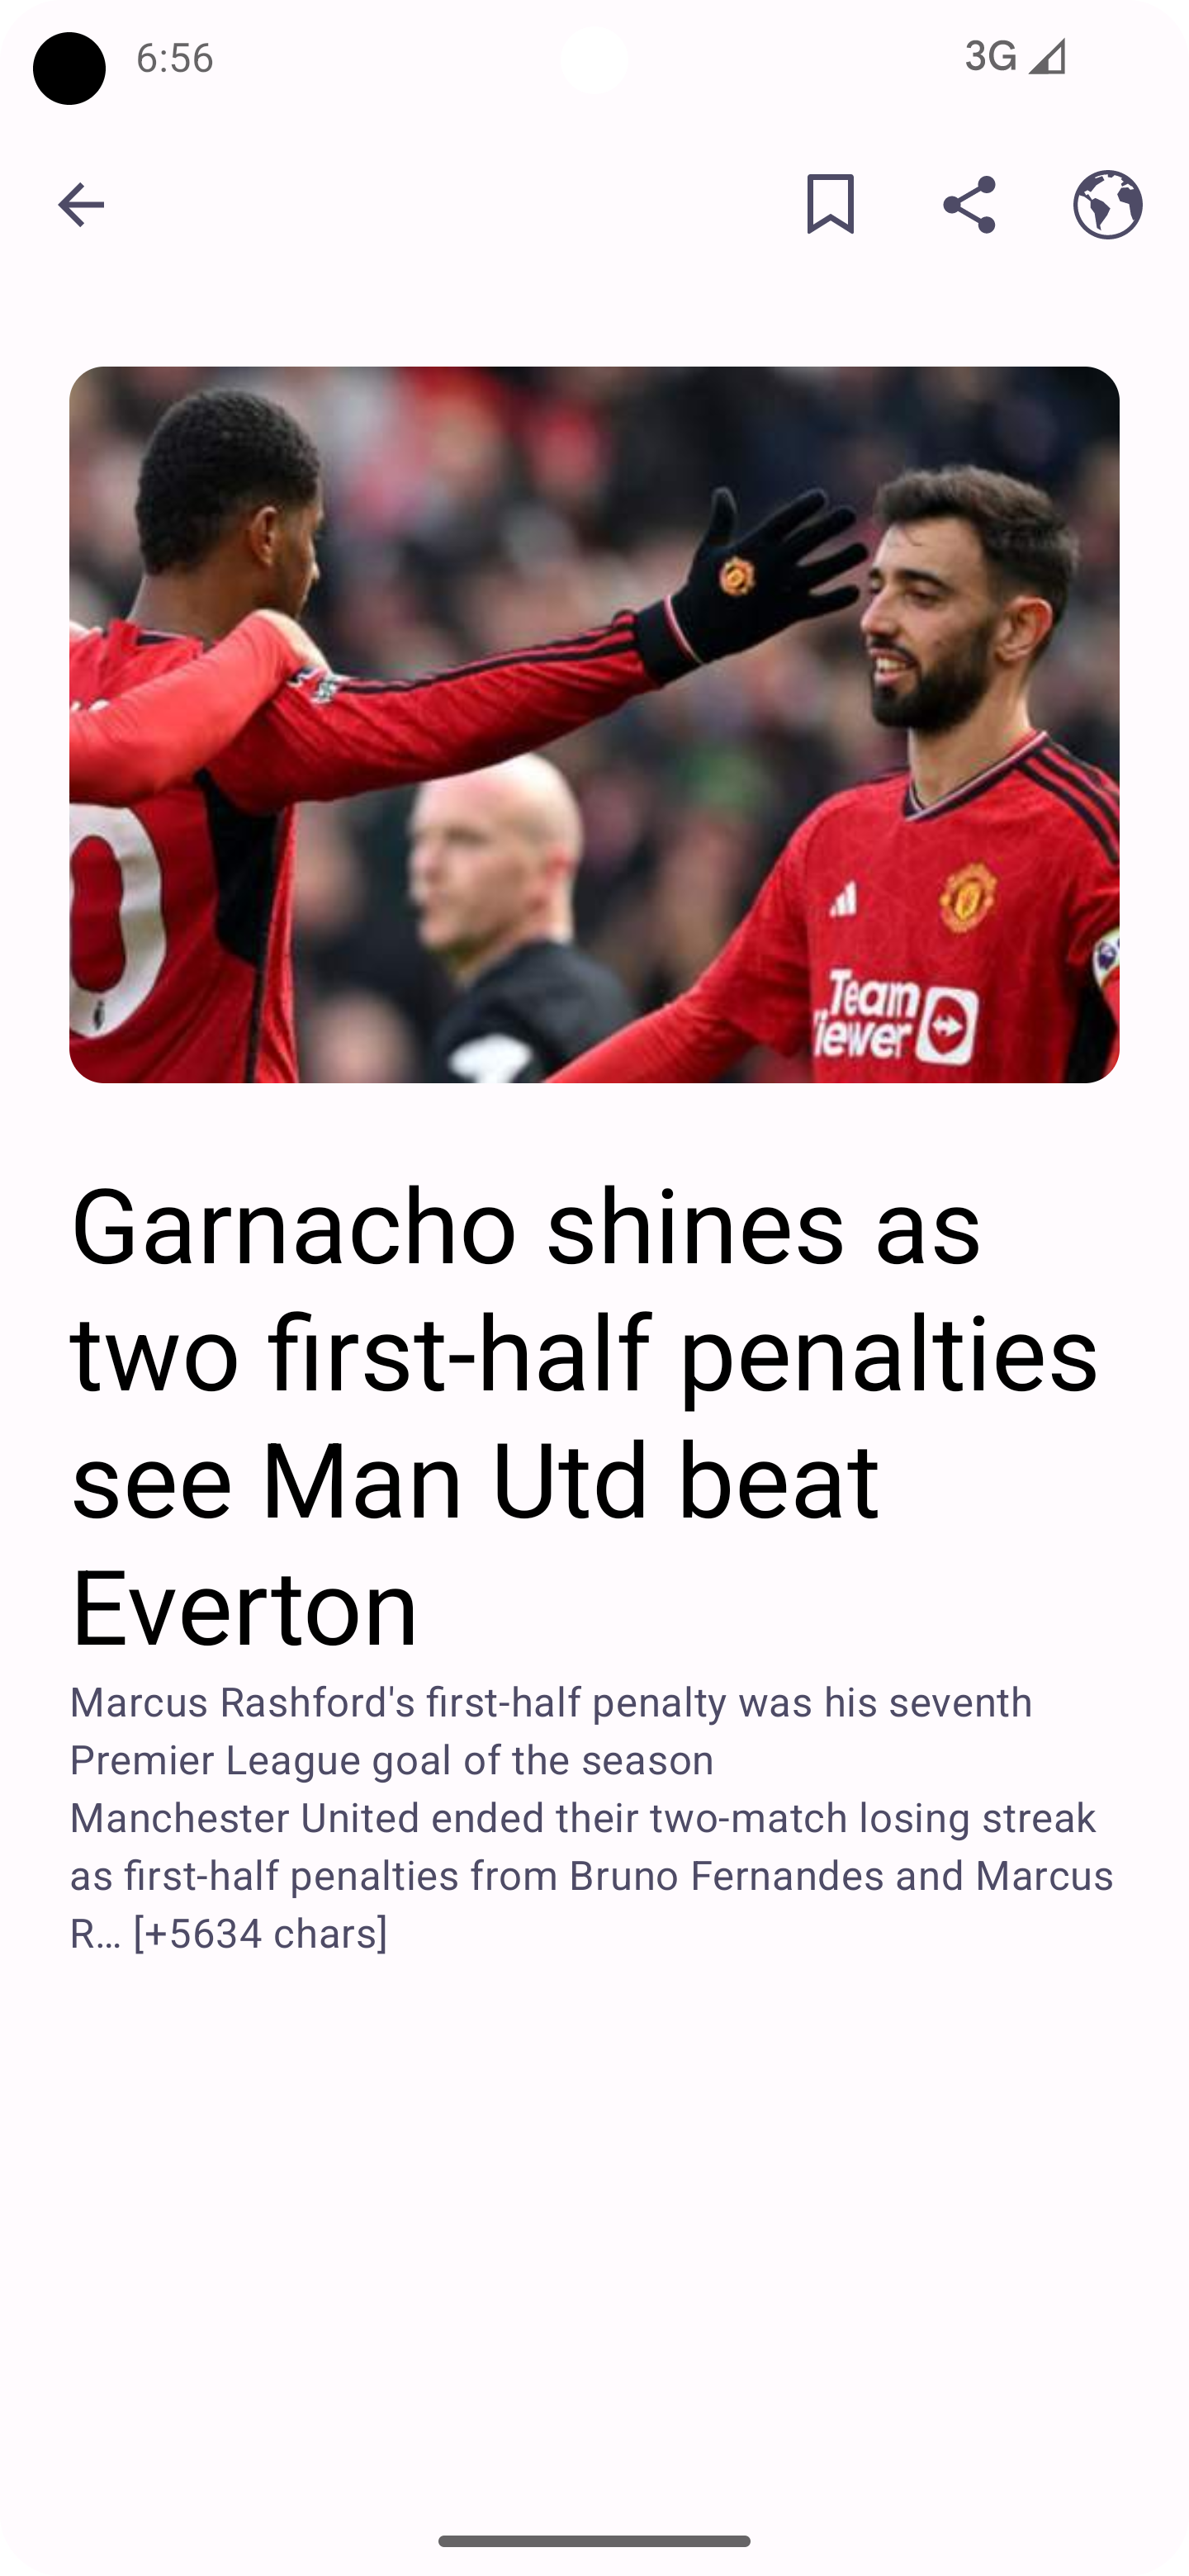 6:56 3G
0
Team
iewer
Garnacho shines as
two first-half penalties
see Man Utd beat
Everton
Marcus Rashford's first-half penalty was his seventh
Premier League goal of the season
Manchester United ended their two-match losing streak
as first-half penalties from Bruno Fernandes and Marcus
R… [+5634 chars]